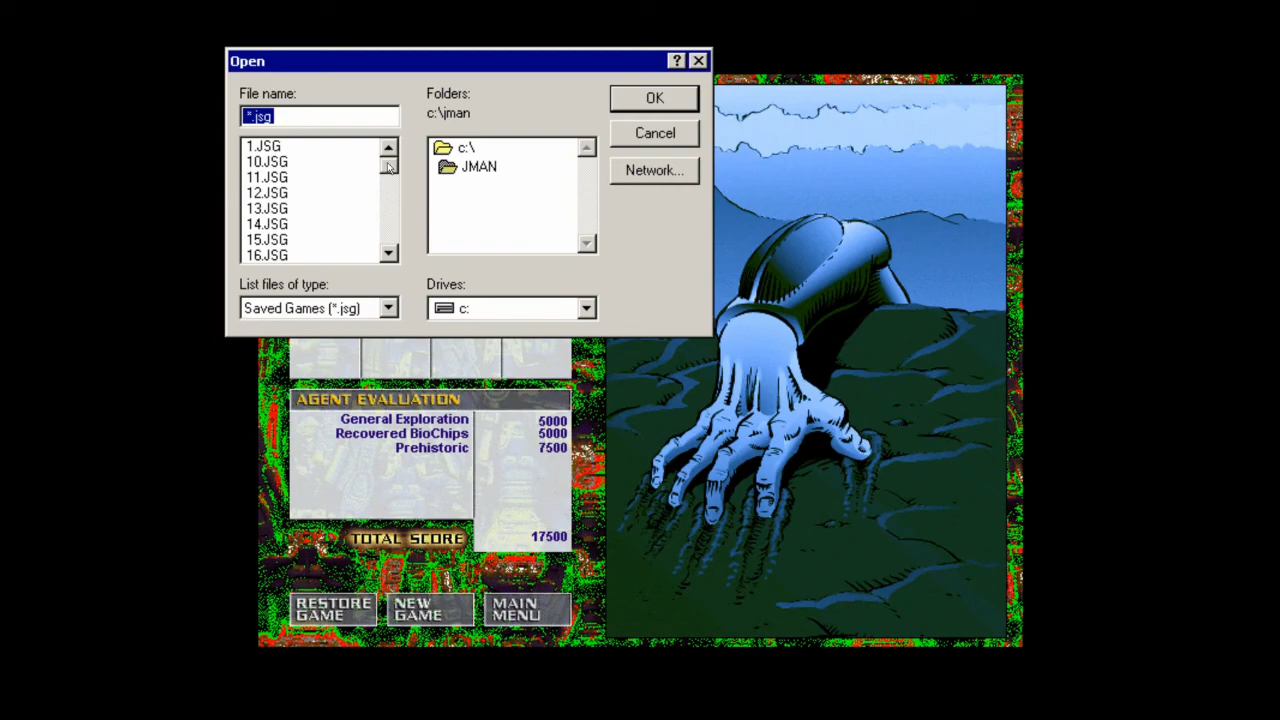 Open
File name:
*.jsg
1.JSG
10.JSG
11.JSG
12.JSG
13.JSG
14.JSG
15.JSG
16.JSG
List files of type:
Saved Games (*.jsg)
Folders:
c:\jman
c:\
JMAN
Drives:
c:
OK
Cancel
Network...
AGENT EVALUATION
General Exploration 5000
Recovered BioChips 5000
Prehistoric 7500
TOTAL SCORE 17500
RESTORE GAME
NEW GAME
MAIN MENU